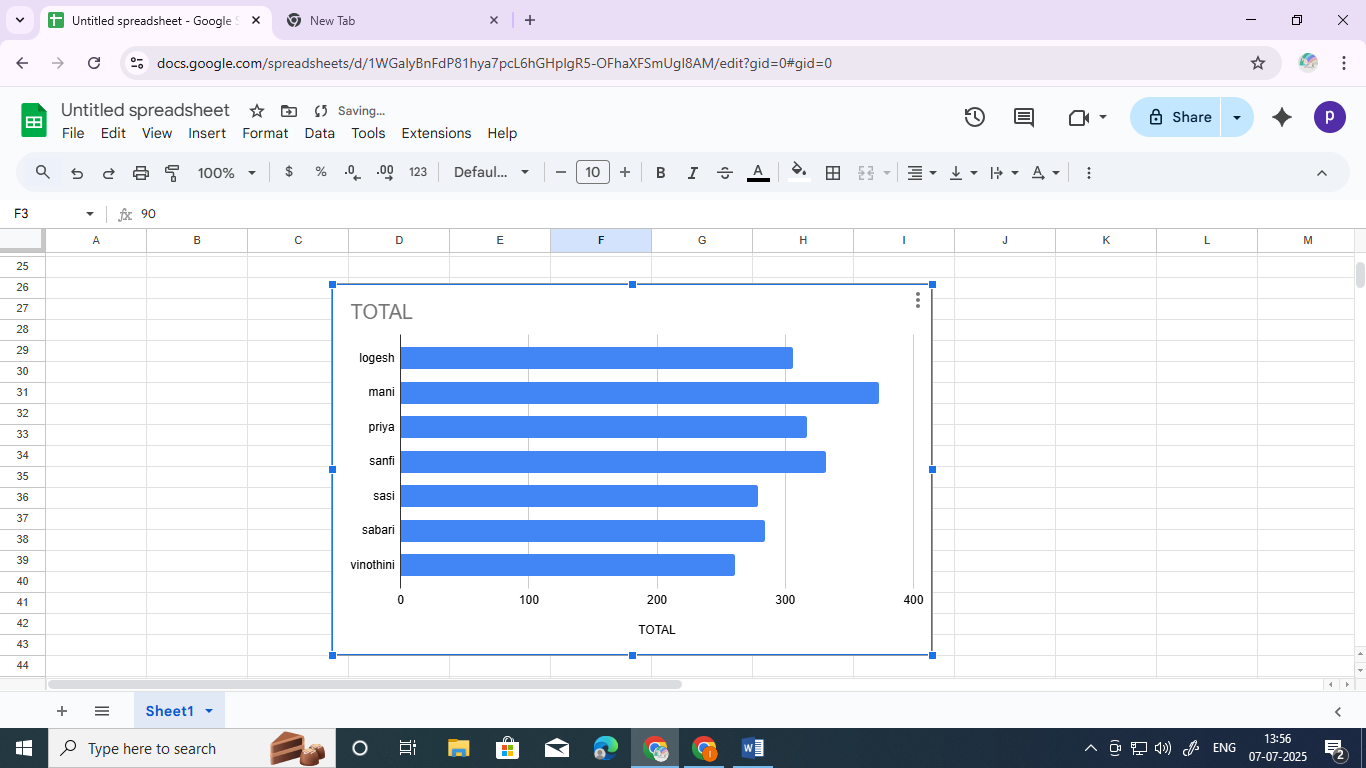 Untitled spreadsheet - Google S
New Tab
docs.google.com/spreadsheets/d/1WGalyBnFdP81hya7pcL6hGHplgR5-OFhaXFSmUgI8AM/edit?gid=0#gid=0
Untitled spreadsheet
Saving...
File Edit View Insert Format Data Tools Extensions Help
Share
p
100% $ % .0 .00 123 Defaul... 10 B I S A
F3 fx 90
A B C D E F G H I J K L M
25
26
27
28
29
30
31
32
33
34
35
36
37
38
39
40
41
42
43
44
TOTAL
logesh
mani
priya
sanfi
sasi
sabari
vinothini
0 100 200 300 400
TOTAL
Sheet1
Type here to search
ENG
13:56
07-07-2025
2